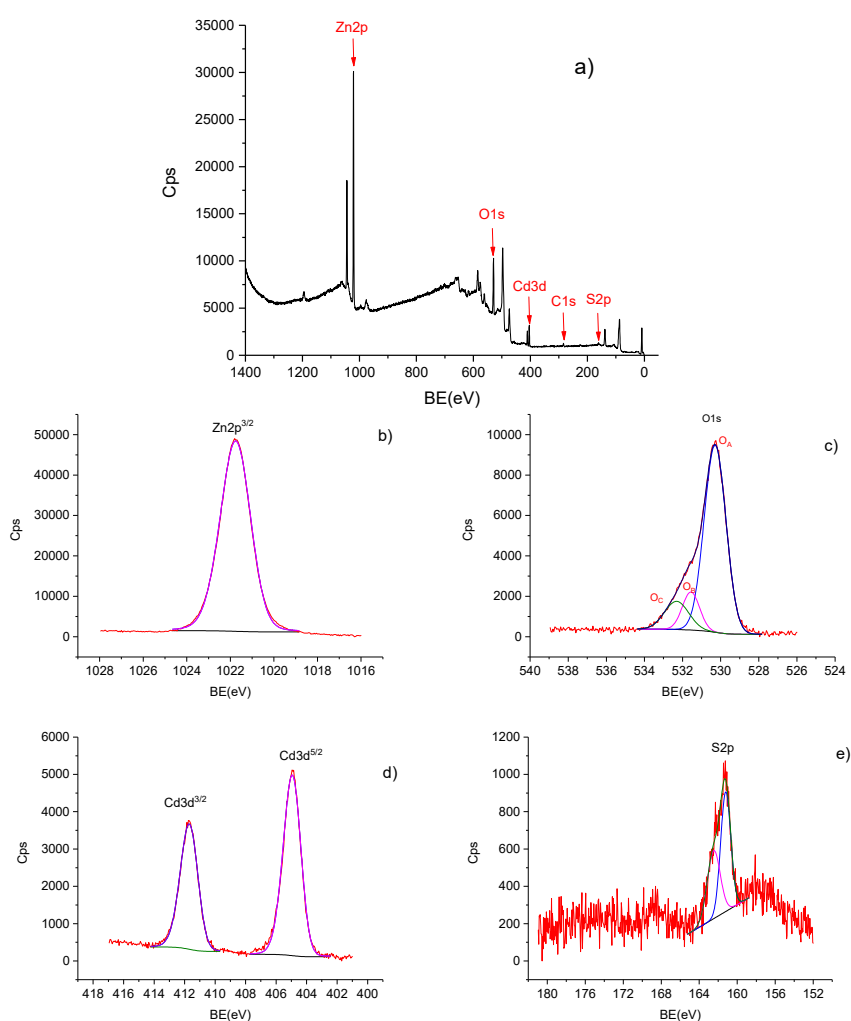 Zn2p
a)
35000
30000
25000
20000
15000
10000
5000
0
Cps
O1s
Cd3d
C1s
S2p
1400 1200 1000 800 600 400 200 0
BE(eV)
Zn2p3/2
b)
50000
40000
30000
20000
10000
0
Cps
1028 1026 1024 1022 1020 1018 1016
BE(eV)
O1s
c)
OA
OB
OC
10000
8000
6000
4000
2000
0
Cps
540 538 536 534 532 530 528 526 524
BE(eV)
Cd3d5/2
d)
Cd3d3/2
6000
5000
4000
3000
2000
1000
0
Cps
418 416 414 412 410 408 406 404 402 400
BE(eV)
S2p
e)
1200
1000
800
600
400
200
0
Cps
180 176 172 168 164 160 156 152
BE(eV)